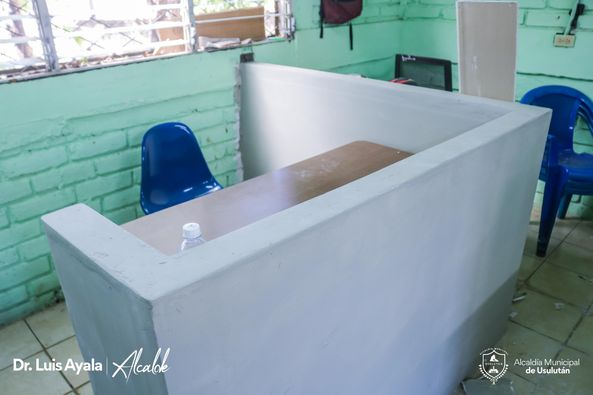 Dr. Luis Ayala | Alcalde
Alcaldía Municipal
de Usulután